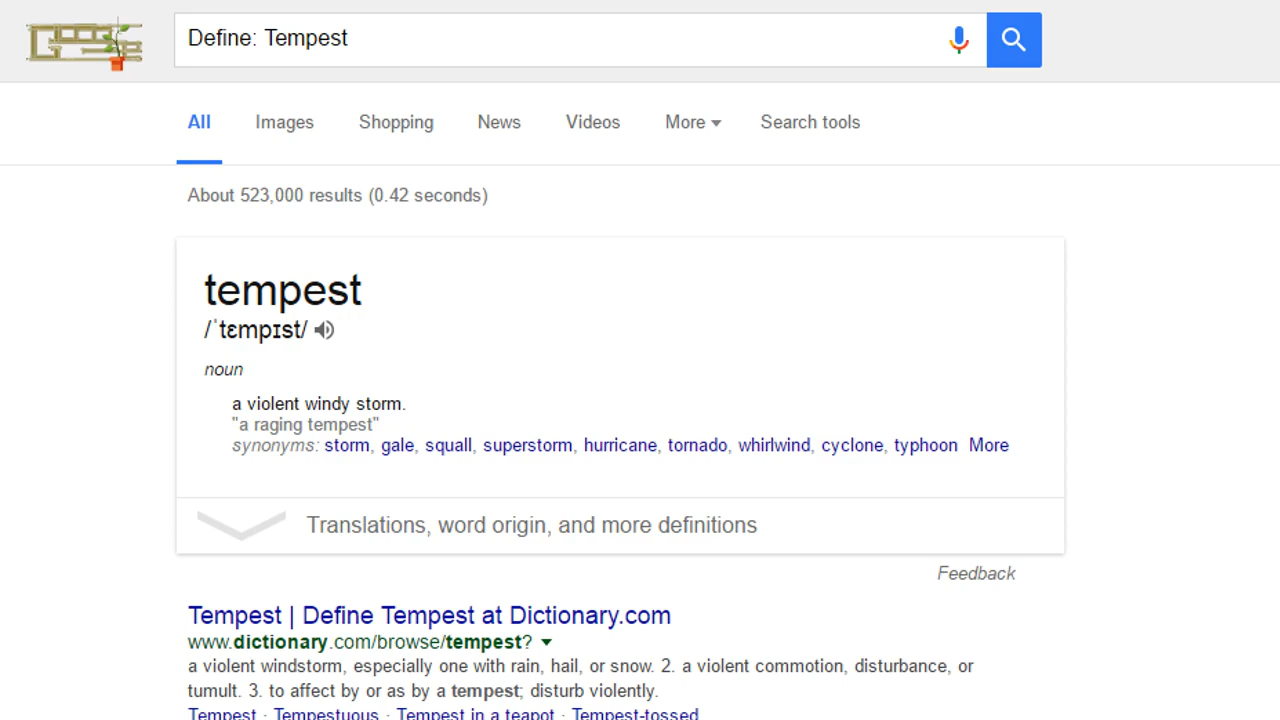 Google
Define: Tempest
All Images Shopping News Videos More Search tools
About 523,000 results (0.42 seconds)
tempest
/ˈtɛmpɪst/
noun
a violent windy storm.
"a raging tempest"
synonyms: storm, gale, squall, superstorm, hurricane, tornado, whirlwind, cyclone, typhoon More
Translations, word origin, and more definitions
Feedback
Tempest | Define Tempest at Dictionary.com
www.dictionary.com/browse/tempest?
a violent windstorm, especially one with rain, hail, or snow. 2. a violent commotion, disturbance, or
tumult. 3. to affect by or as by a tempest; disturb violently.
Tempest · Tempestuous · Tempest in a teapot · Tempest-tossed